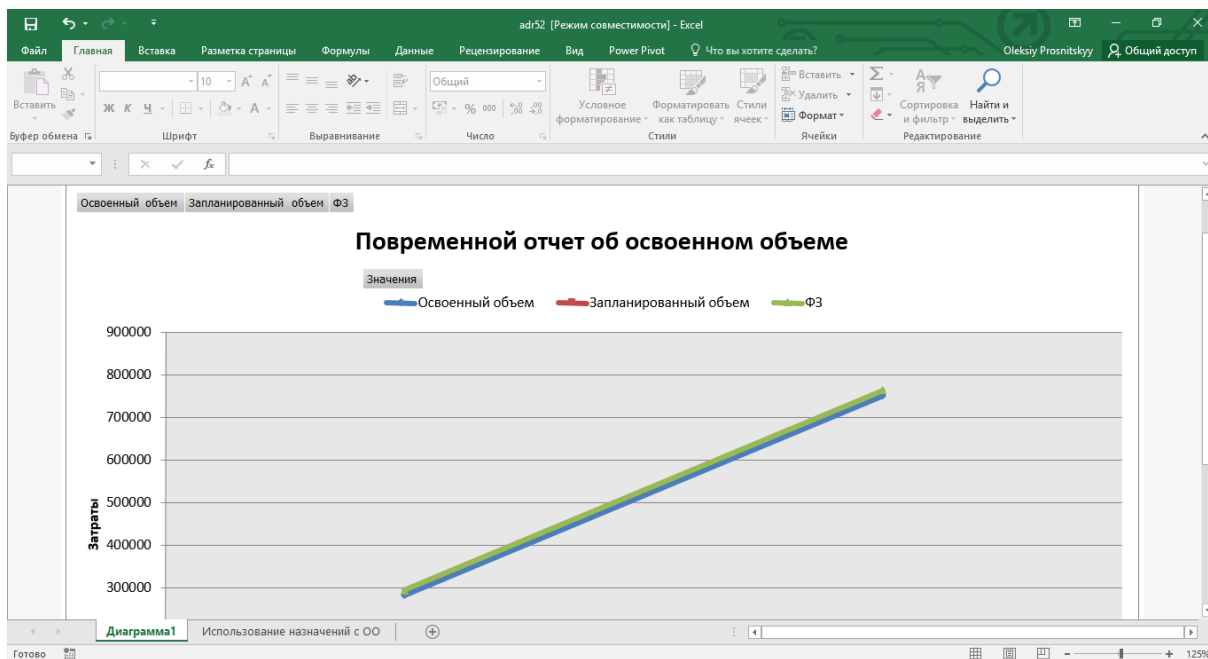 adr52 [Режим совместимости] - Excel
Файл Главная Вставка Разметка страницы Формулы Данные Рецензирование Вид Power Pivot Что вы хотите сделать? Oleksiy Prosnitskyy Общий доступ
Вставить
Ж К Ч
10
Общий
% 000
Условное форматирование
Форматировать как таблицу
Стили ячеек
Вставить
Удалить
Формат
Сортировка и фильтр
Найти и выделить
Буфер обмена Шрифт Выравнивание Число Стили Ячейки Редактирование
fx
Освоенный объем Запланированный объем ФЗ
Повременной отчет об освоенном объеме
Значения
Освоенный объем Запланированный объем ФЗ
900000
800000
700000
600000
500000
400000
300000
Затраты
Диаграмма1 Использование назначений с ОО
Готово 125%